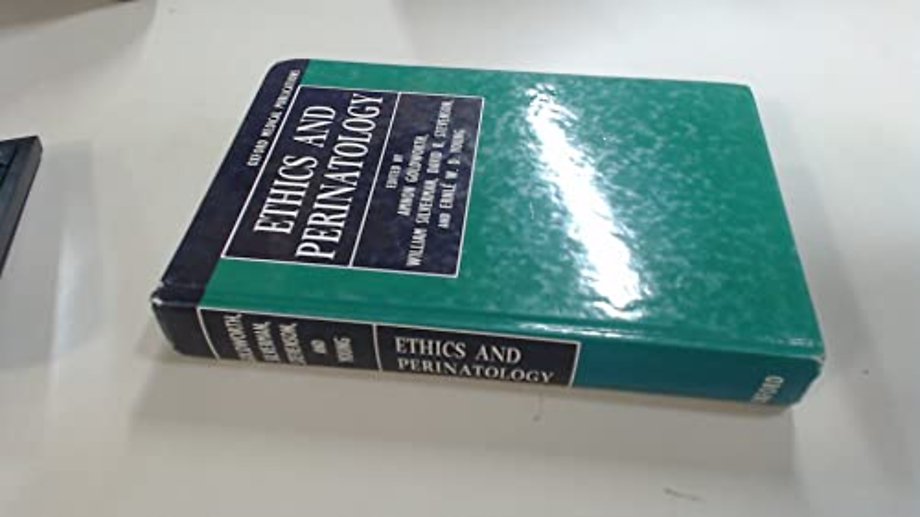 OXFORD MEDICAL PUBLICATIONS
ETHICS AND
PERINATOLOGY
EDITED BY
AMNON GOLDWORTH,
WILLIAM SILVERMAN, DAVID K. STEVENSON,
AND ERNLÉ W. D. YOUNG
GOLDWORTH,
SILVERMAN,
STEVENSON,
AND
YOUNG
ETHICS AND
PERINATOLOGY
OXFORD